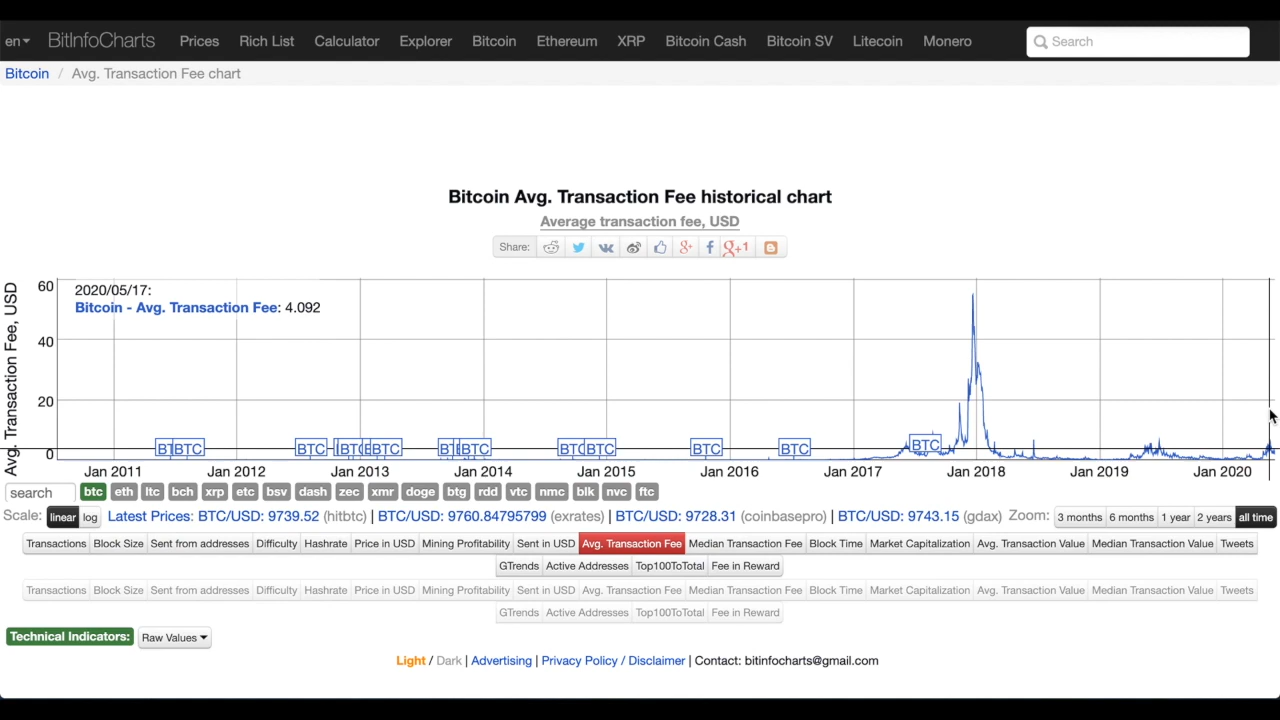 en BitInfoCharts Prices Rich List Calculator Explorer Bitcoin Ethereum XRP Bitcoin Cash Bitcoin SV Litecoin Monero Search
Bitcoin / Avg. Transaction Fee chart
Bitcoin Avg. Transaction Fee historical chart
Average transaction fee, USD
Share: g+ f g+1
Avg. Transaction Fee, USD
60
40
20
0
2020/05/17:
Bitcoin - Avg. Transaction Fee: 4.092
BTC BTC BTC BTC BTC BTC BTC BTC BTC BTC
Jan 2011 Jan 2012 Jan 2013 Jan 2014 Jan 2015 Jan 2016 Jan 2017 Jan 2018 Jan 2019 Jan 2020
search btc eth ltc bch xrp etc bsv dash zec xmr doge btg rdd vtc nmc blk nvc ftc
Scale: linear log Latest Prices: BTC/USD: 9739.52 (hitbtc) | BTC/USD: 9760.84795799 (exrates) | BTC/USD: 9728.31 (coinbasepro) | BTC/USD: 9743.15 (gdax) Zoom: 3 months 6 months 1 year 2 years all time
Transactions Block Size Sent from addresses Difficulty Hashrate Price in USD Mining Profitability Sent in USD Avg. Transaction Fee Median Transaction Fee Block Time Market Capitalization Avg. Transaction Value Median Transaction Value Tweets
GTrends Active Addresses Top100ToTotal Fee in Reward
Transactions Block Size Sent from addresses Difficulty Hashrate Price in USD Mining Profitability Sent in USD Avg. Transaction Fee Median Transaction Fee Block Time Market Capitalization Avg. Transaction Value Median Transaction Value Tweets
GTrends Active Addresses Top100ToTotal Fee in Reward
Technical Indicators: Raw Values
Light / Dark | Advertising | Privacy Policy / Disclaimer | Contact: bitinfocharts@gmail.com